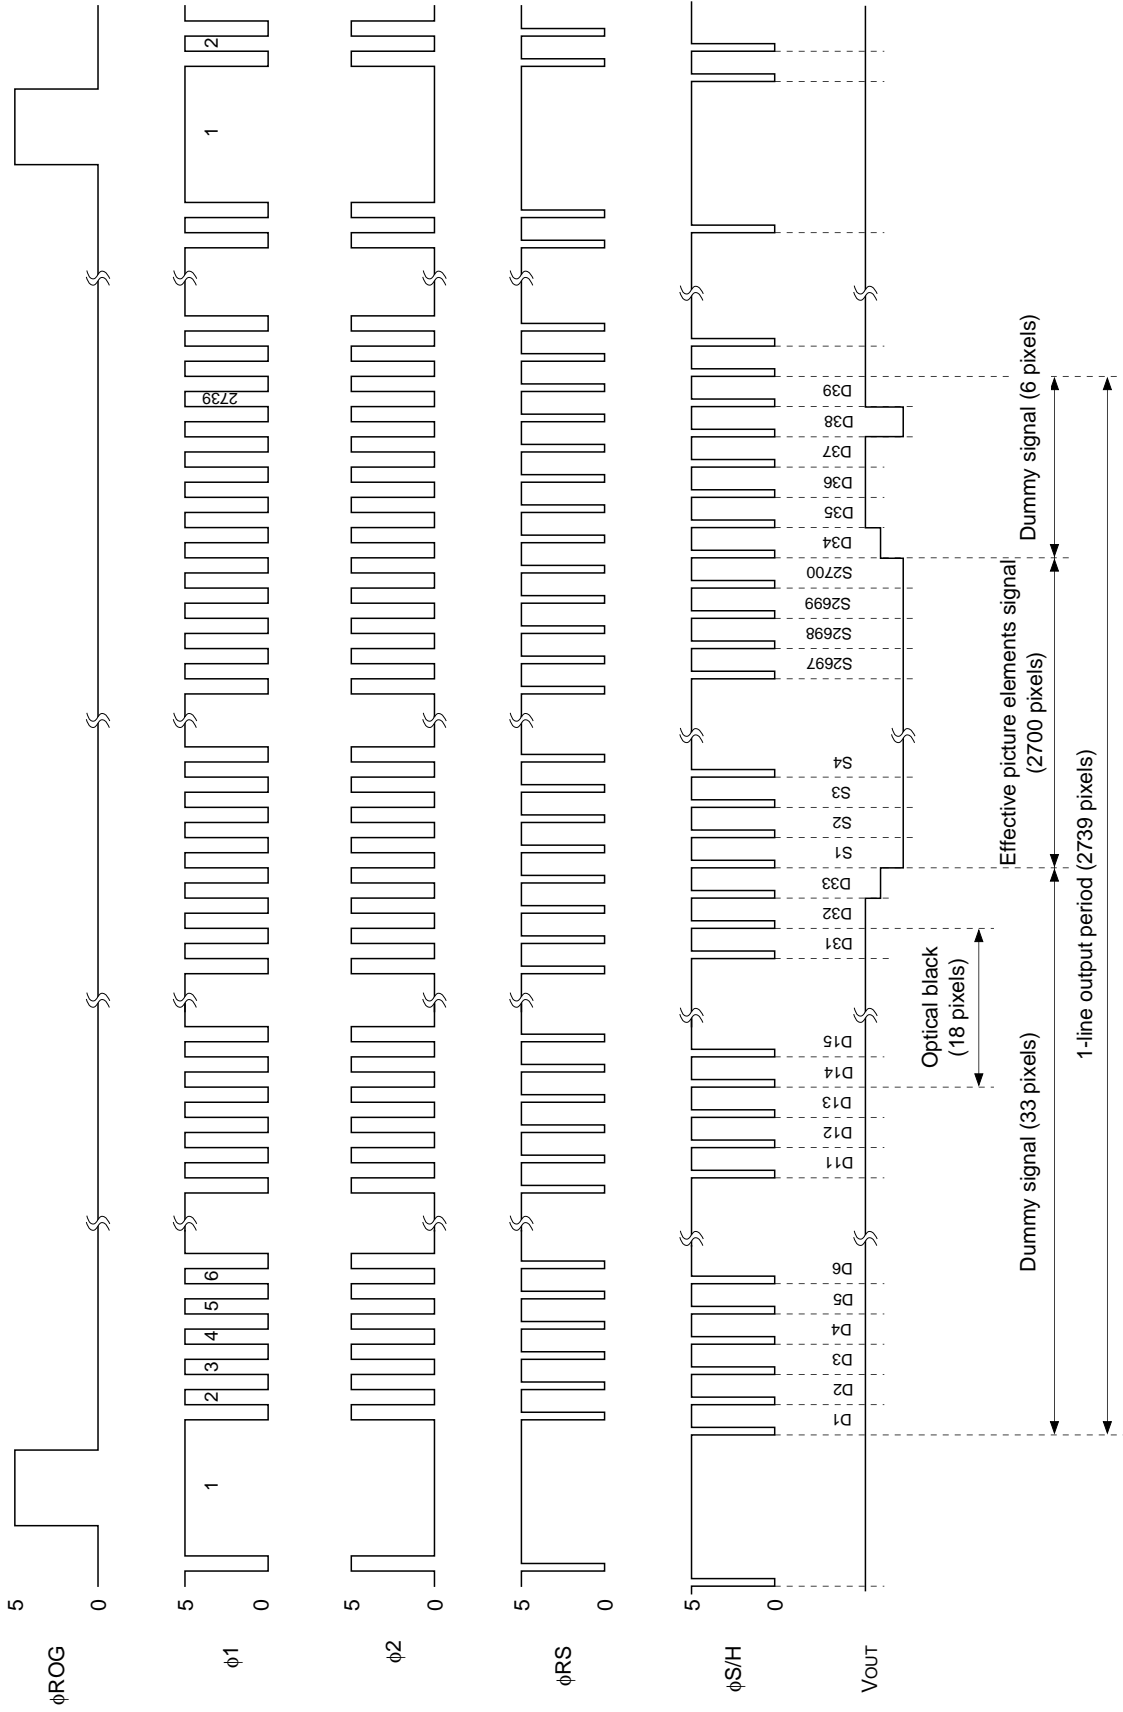 φROG
5
0
1
2
3
4
5
6
2739
1
2
φ1
5
0
φ2
5
0
φRS
5
0
φS/H
5
0
D1
D2
D3
D4
D5
D6
D11
D12
D13
D14
D15
D31
D32
D33
S1
S2
S3
S4
S2697
S2698
S2699
S2700
D34
D35
D36
D37
D38
D39
VOUT
Optical black
(18 pixels)
Dummy signal (33 pixels)
Effective picture elements signal
(2700 pixels)
Dummy signal (6 pixels)
1-line output period (2739 pixels)